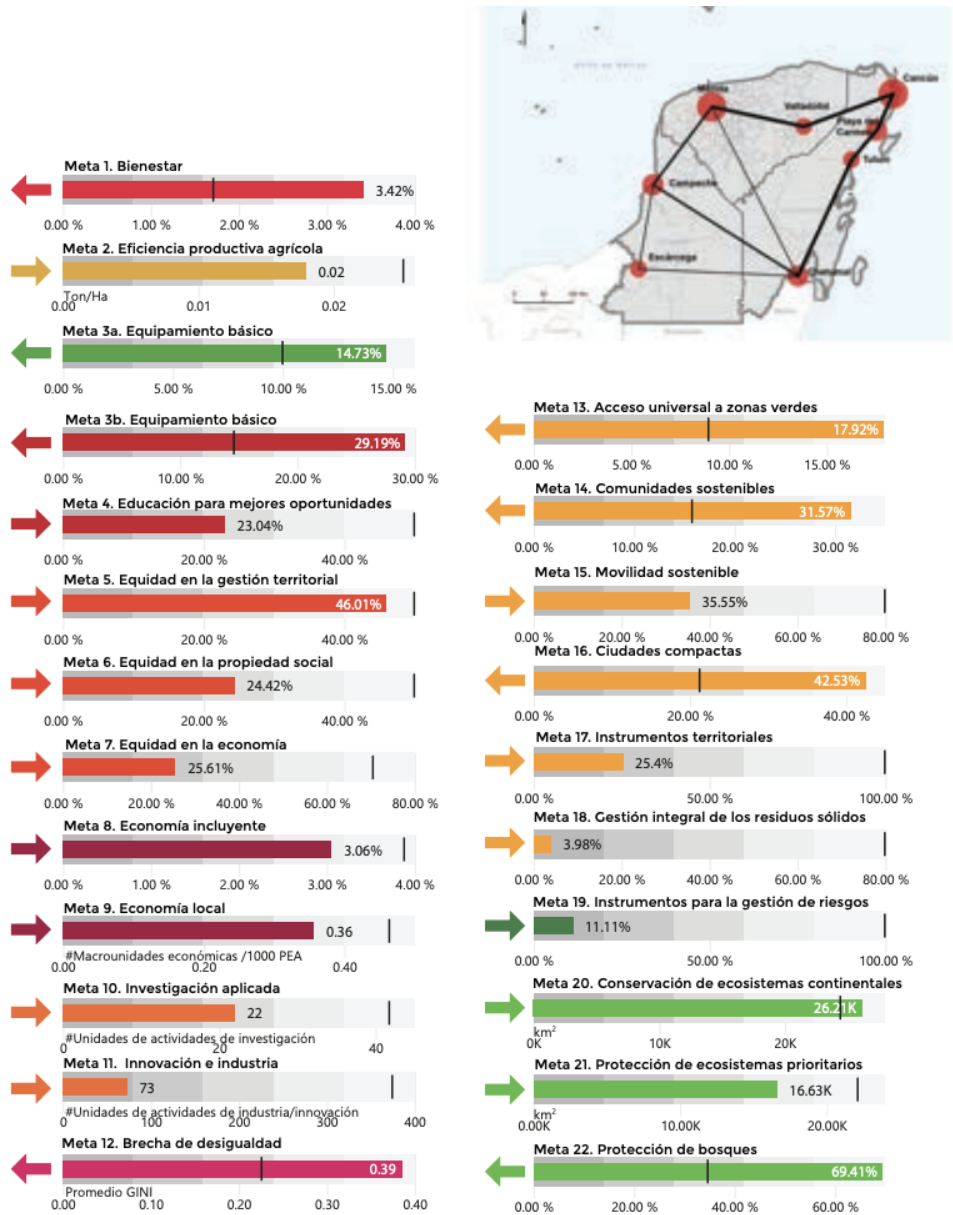 Mérida
Cancún
Valladolid
Playa del
Carmen
Tulum
Campeche
Escárcega
Chetumal
Meta 1. Bienestar
3.42%
0.00 %
1.00 %
2.00 %
3.00 %
4.00 %
Meta 2. Eficiencia productiva agrícola
0.02
Ton/Ha
0.00
0.01
0.02
Meta 3a. Equipamiento básico
14.73%
0.00 %
5.00 %
10.00 %
15.00 %
Meta 3b. Equipamiento básico
29.19%
0.00 %
10.00 %
20.00 %
30.00 %
Meta 4. Educación para mejores oportunidades
23.04%
0.00 %
20.00 %
40.00 %
Meta 5. Equidad en la gestión territorial
46.01%
0.00 %
20.00 %
40.00 %
Meta 6. Equidad en la propiedad social
24.42%
0.00 %
20.00 %
40.00 %
Meta 7. Equidad en la economía
25.61%
0.00 %
20.00 %
40.00 %
60.00 %
80.00 %
Meta 8. Economía incluyente
3.06%
0.00 %
1.00 %
2.00 %
3.00 %
4.00 %
Meta 9. Economía local
0.36
#Macrounidades económicas /1000 PEA
0.00
0.20
0.40
Meta 10. Investigación aplicada
22
#Unidades de actividades de investigación
0
20
40
Meta 11. Innovación e industria
73
#Unidades de actividades de industria/innovación
0
100
200
300
400
Meta 12. Brecha de desigualdad
0.39
Promedio GINI
0.00
0.10
0.20
0.30
0.40
Meta 13. Acceso universal a zonas verdes
17.92%
0.00 %
5.00 %
10.00 %
15.00 %
Meta 14. Comunidades sostenibles
31.57%
0.00 %
10.00 %
20.00 %
30.00 %
Meta 15. Movilidad sostenible
35.55%
0.00 %
20.00 %
40.00 %
60.00 %
80.00 %
Meta 16. Ciudades compactas
42.53%
0.00 %
20.00 %
40.00 %
Meta 17. Instrumentos territoriales
25.4%
0.00 %
50.00 %
100.00 %
Meta 18. Gestión integral de los residuos sólidos
3.98%
0.00 %
20.00 %
40.00 %
60.00 %
80.00 %
Meta 19. Instrumentos para la gestión de riesgos
11.11%
0.00 %
50.00 %
100.00 %
Meta 20. Conservación de ecosistemas continentales
26.21K
km²
0K
10K
20K
Meta 21. Protección de ecosistemas prioritarios
16.63K
km²
0.00K
10.00K
20.00K
Meta 22. Protección de bosques
69.41%
0.00 %
20.00 %
40.00 %
60.00 %